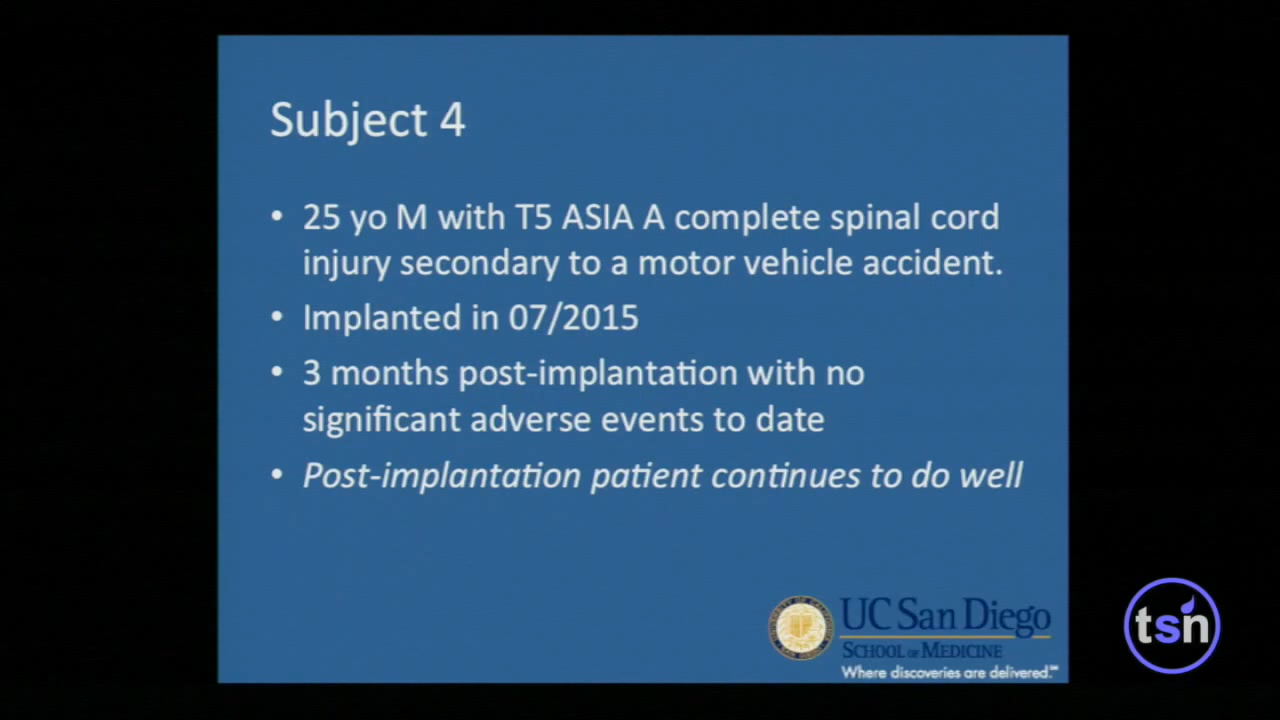 Subject 4
• 25 yo M with T5 ASIA A complete spinal cord
injury secondary to a motor vehicle accident.
• Implanted in 07/2015
• 3 months post-implantation with no
significant adverse events to date
• Post-implantation patient continues to do well
UC San Diego
SCHOOL OF MEDICINE
Where discoveries are delivered.℠
tsn